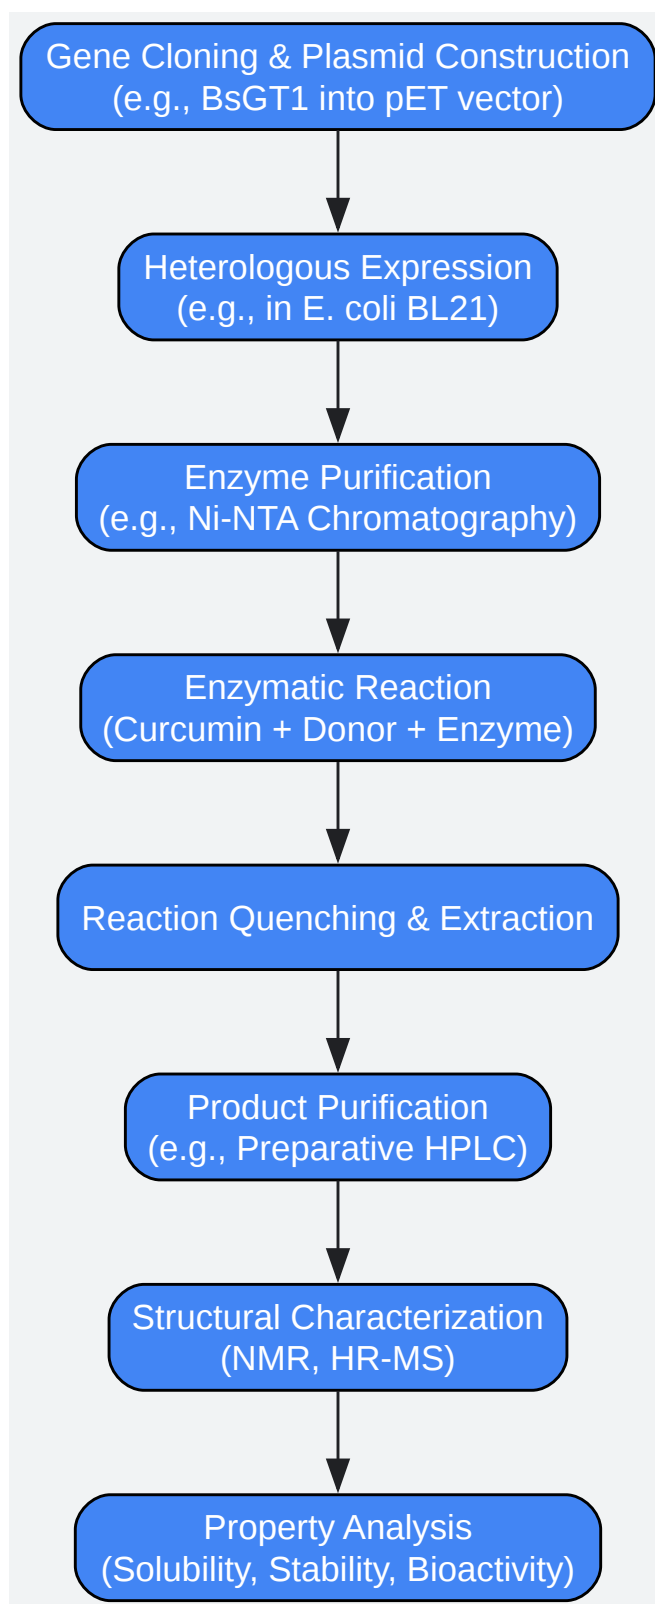 Gene Cloning & Plasmid Construction
(e.g., BsGT1 into pET vector)
Heterologous Expression
(e.g., in E. coli BL21)
Enzyme Purification
(e.g., Ni-NTA Chromatography)
Enzymatic Reaction
(Curcumin + Donor + Enzyme)
Reaction Quenching & Extraction
Product Purification
(e.g., Preparative HPLC)
Structural Characterization
(NMR, HR-MS)
Property Analysis
(Solubility, Stability, Bioactivity)